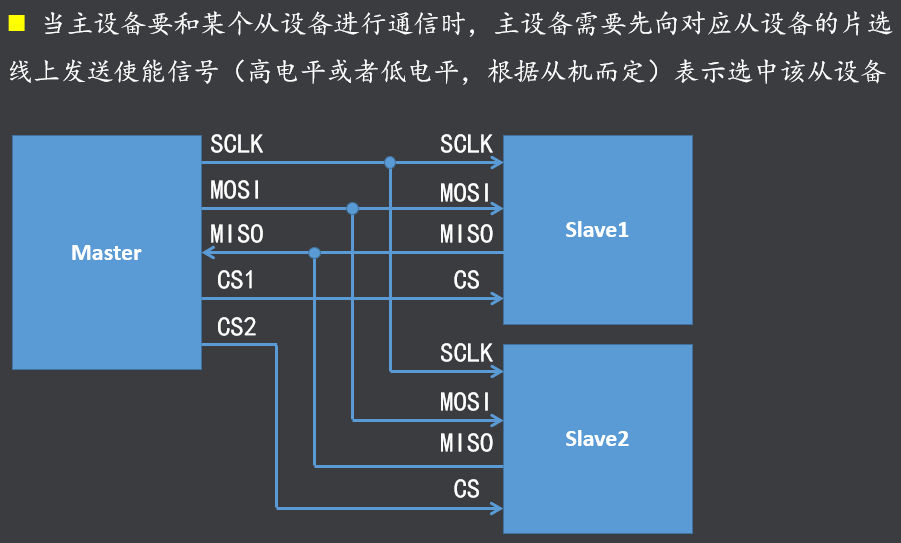 当主设备要和某个从设备进行通信时，主设备需要先向对应从设备的片选
线上发送使能信号（高电平或者低电平，根据从机而定）表示选中该从设备
SCLK
SCLK
MOSI
MOSI
MISO
MISO
Master
Slave1
CS1
CS
CS2
SCLK
MOSI
MISO
Slave2
CS